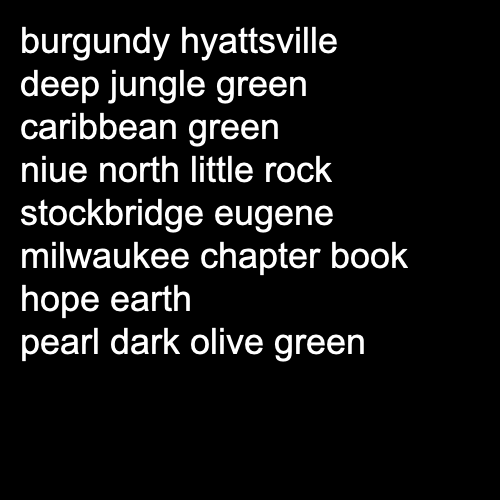 burgundy hyattsville
deep jungle green
caribbean green
niue north little rock
stockbridge eugene
milwaukee chapter book
hope earth
pearl dark olive green